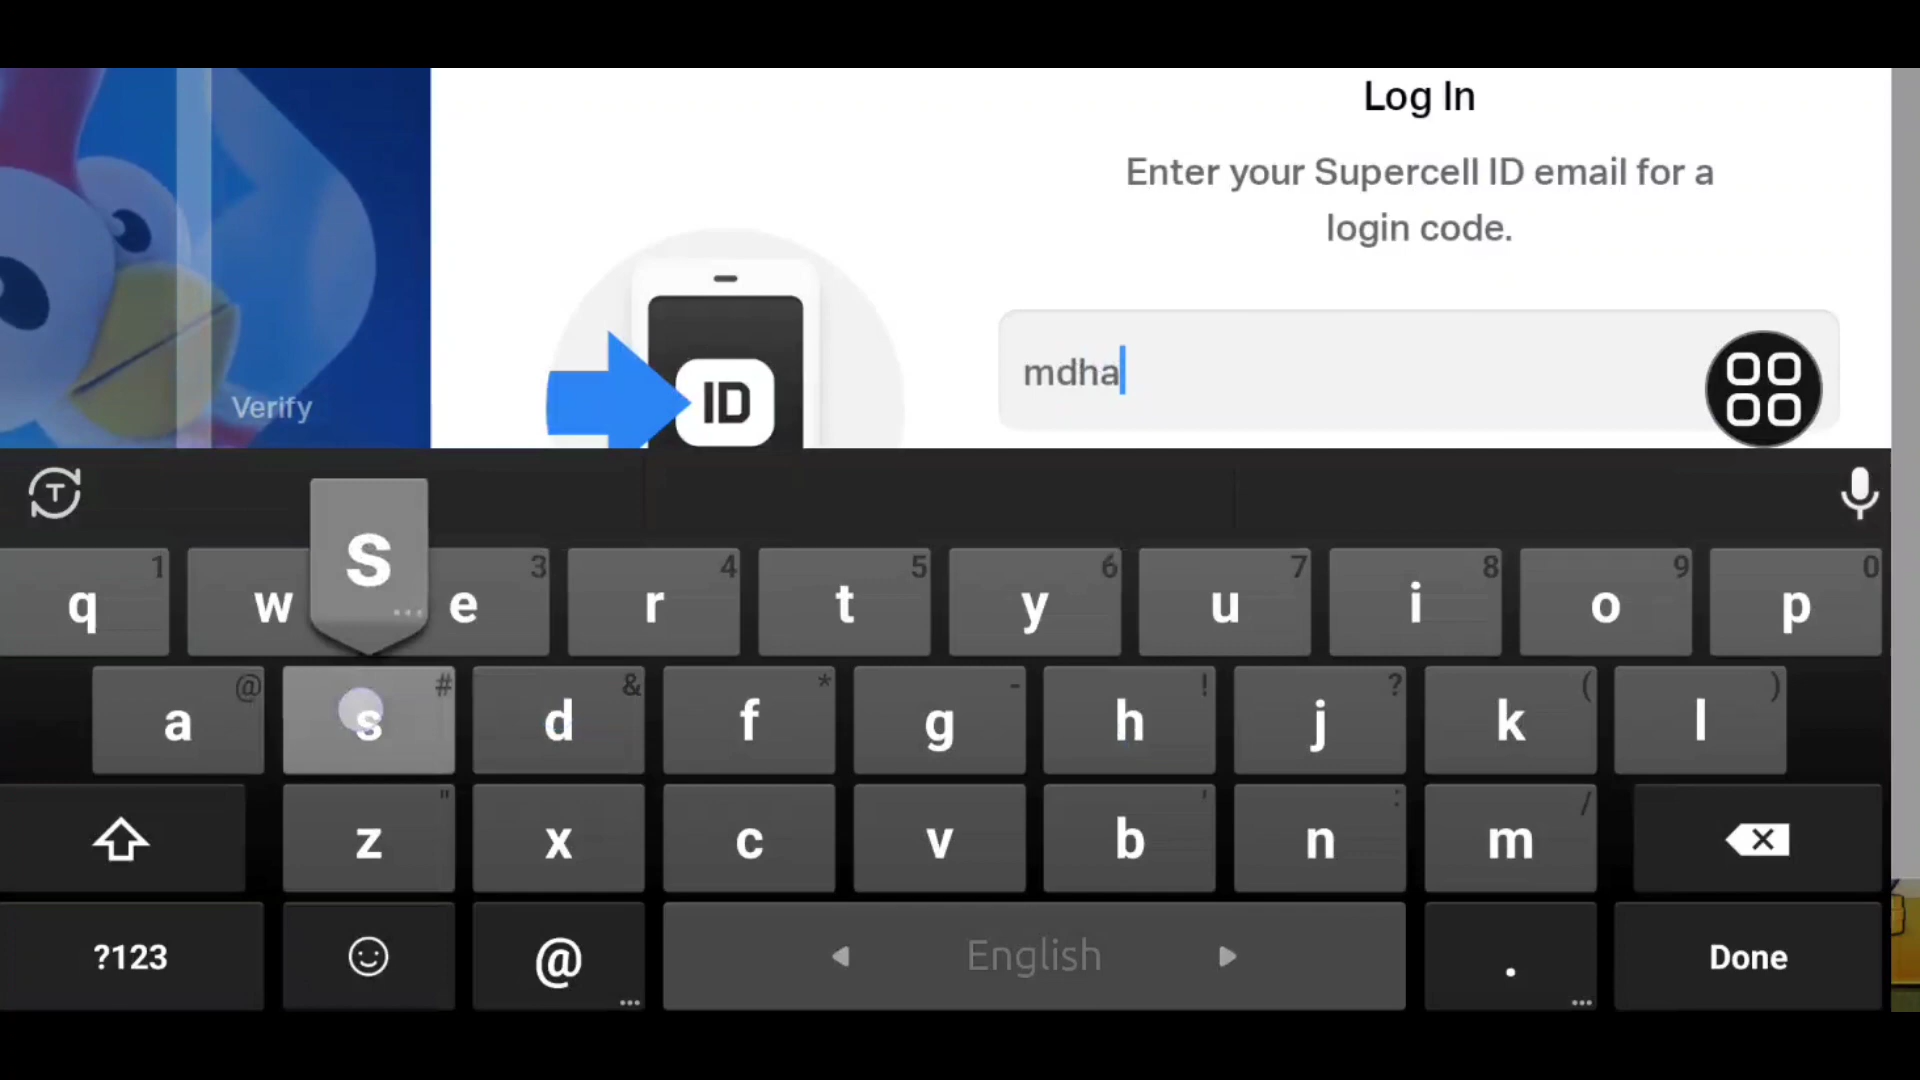 Log In
Enter your Supercell ID email for a
login code.
ID
mdha
Verify
T
S
q 1 w e 3 r 4 t 5 y 6 u 7 i 8 o 9 p 0
a @ s # d & f * g - h ! j ? k ( l )
z " x c v b ' n : m /
?123 @ ... English . ... Done